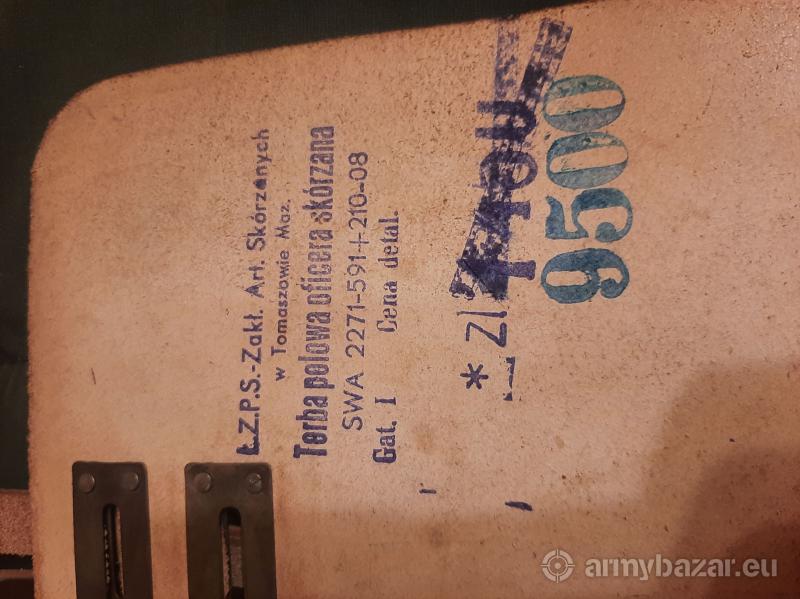 Ł.Z.P.S.-Zakł. Art. Skórzanych
w Tomaszowie Maz.
Torba polowa oficera skórzana
SWA 2271-591+210-08
Gat. I Cena detal.
* zł
9500
armybazar.eu